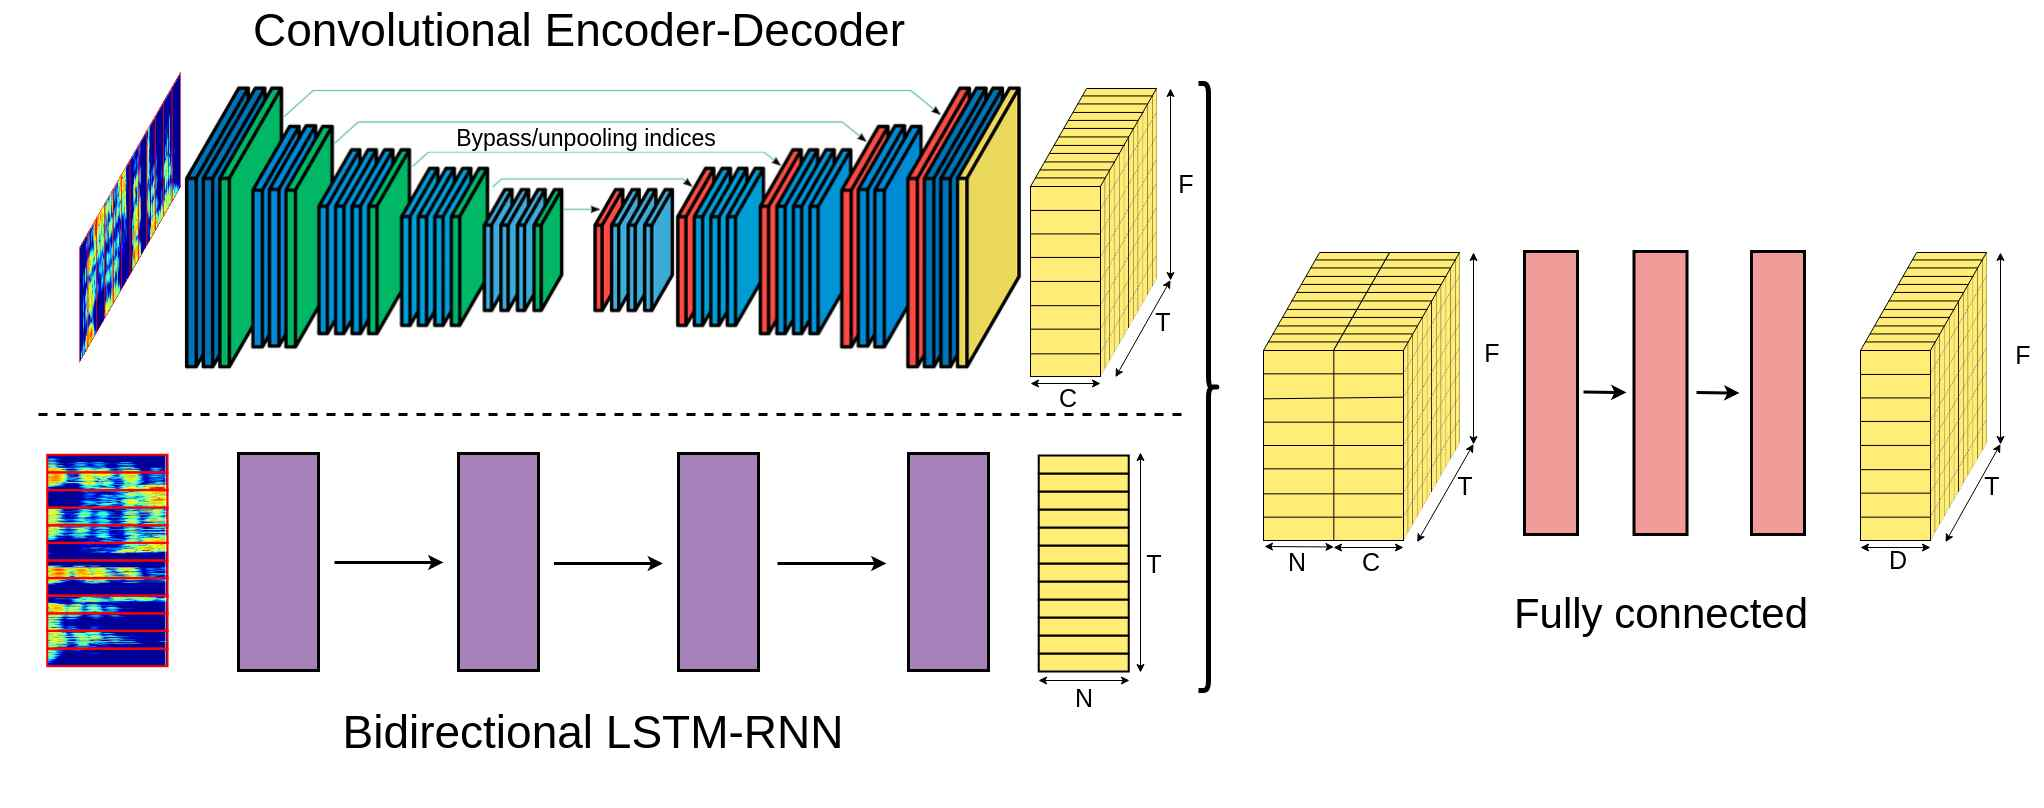 Convolutional Encoder-Decoder
Bypass/unpooling indices
F
T
C
T
N
Bidirectional LSTM-RNN
F
T
N
C
Fully connected
F
T
D